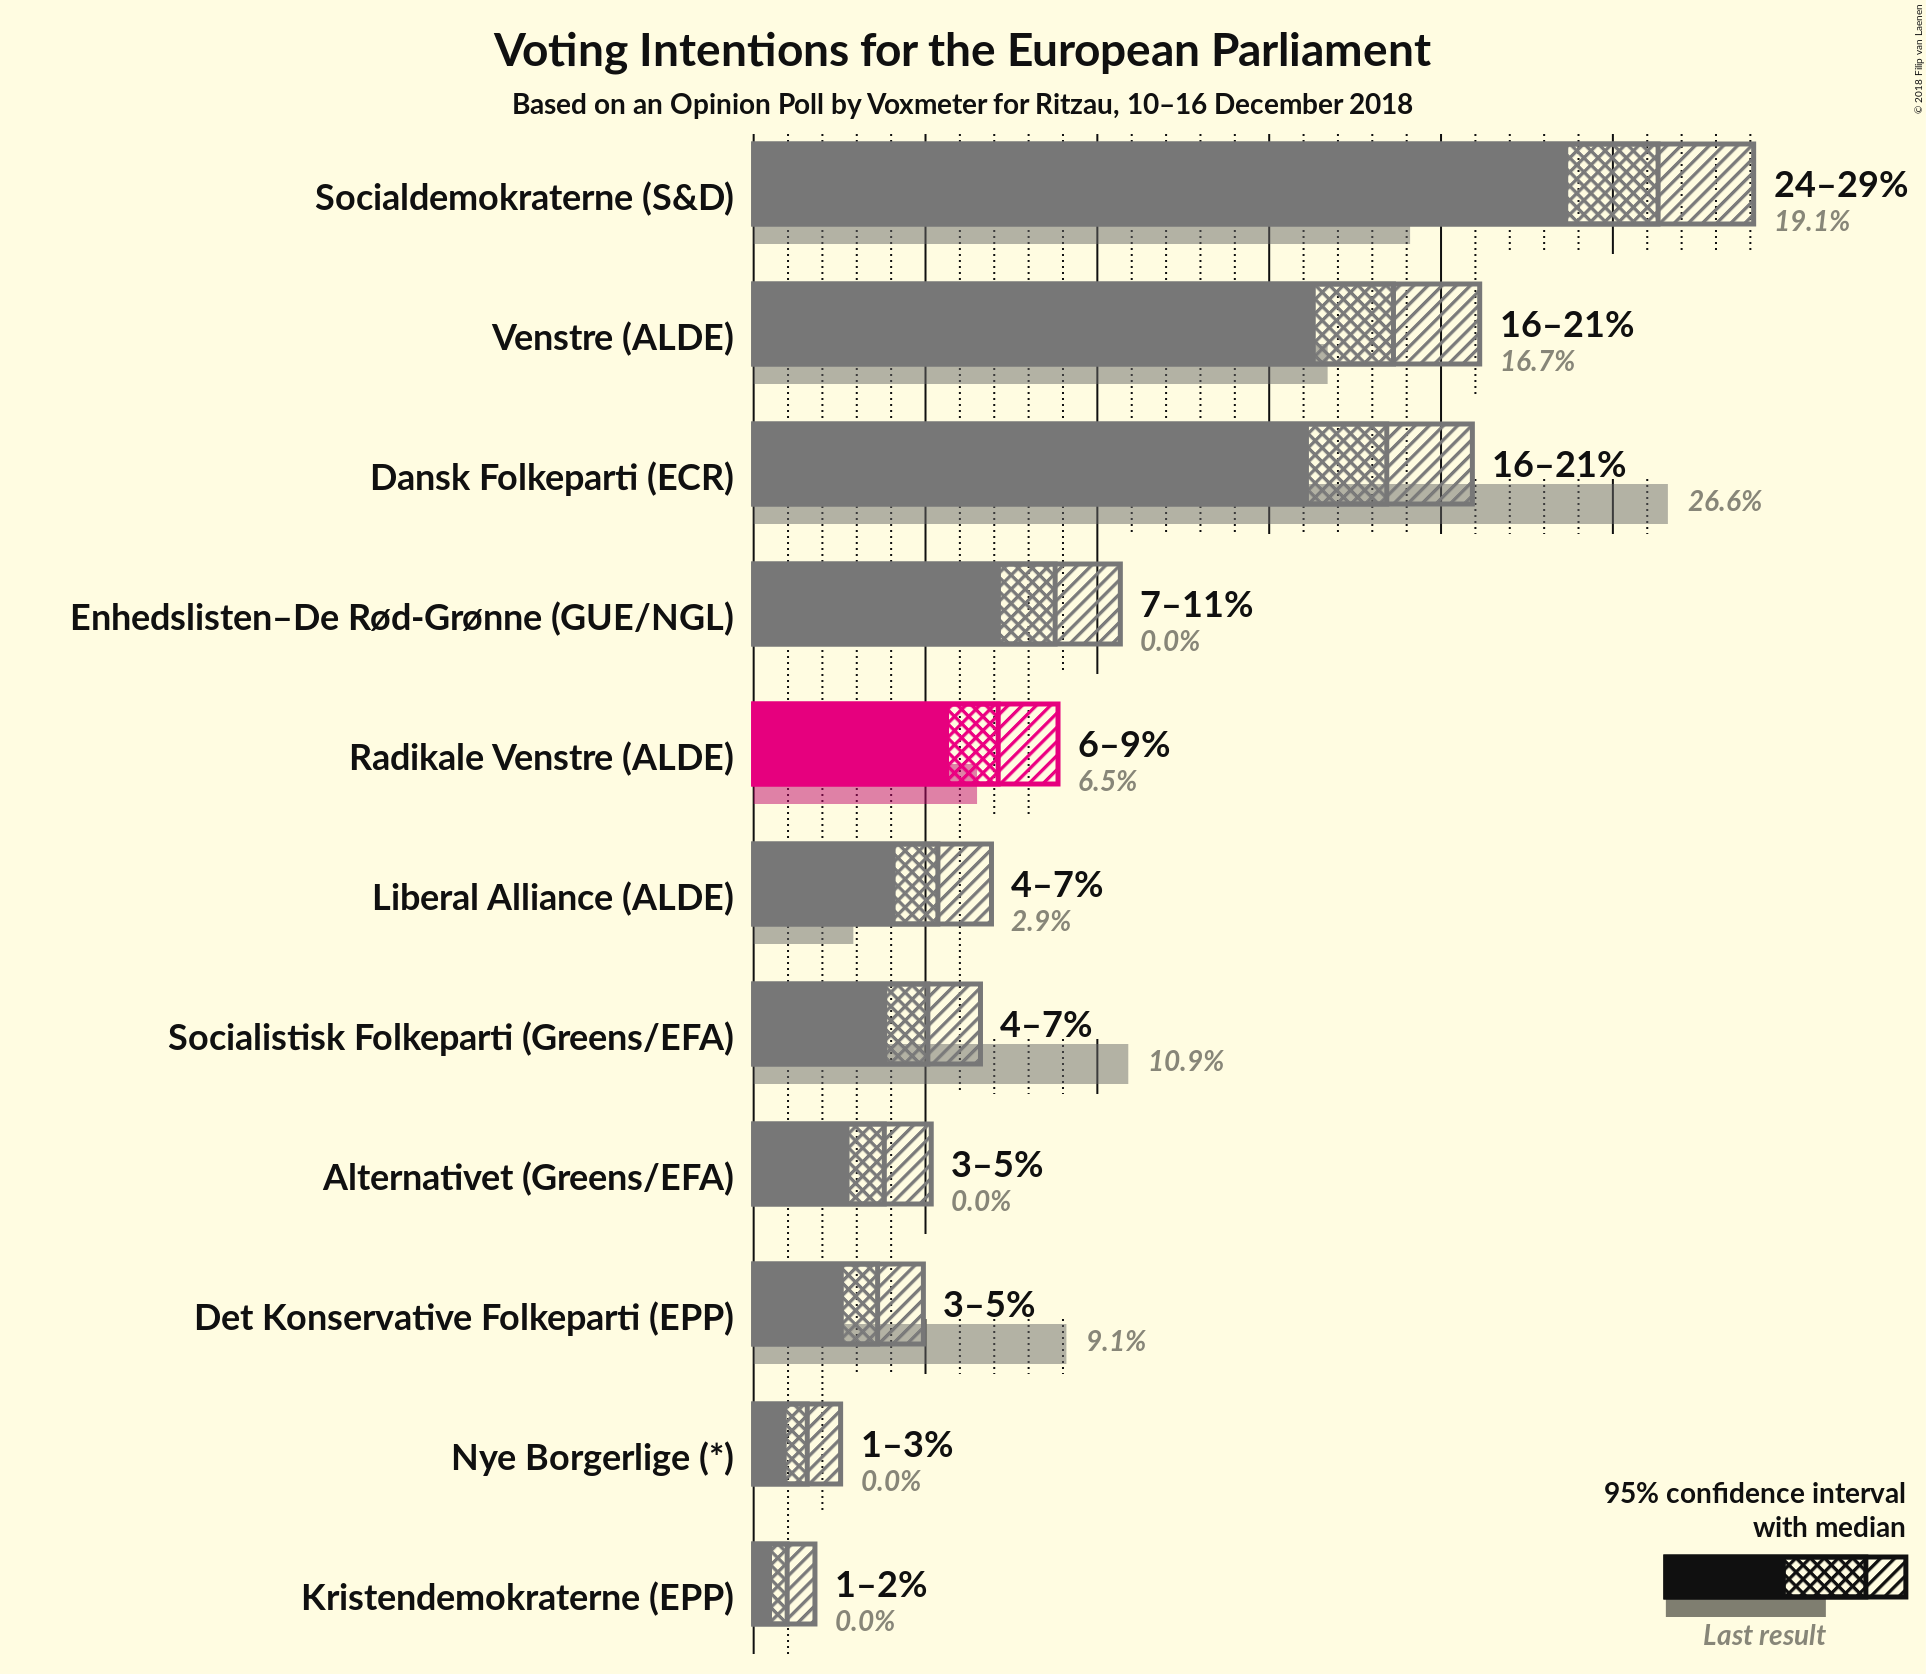 Voting Intentions for the European Parliament
Based on an Opinion Poll by Voxmeter for Ritzau, 10–16 December 2018
© 2018 Filip van Laenen
Socialdemokraterne (S&D)
24–29%
19.1%
Venstre (ALDE)
16–21%
16.7%
Dansk Folkeparti (ECR)
16–21%
26.6%
Enhedslisten–De Rød-Grønne (GUE/NGL)
7–11%
0.0%
Radikale Venstre (ALDE)
6–9%
6.5%
Liberal Alliance (ALDE)
4–7%
2.9%
Socialistisk Folkeparti (Greens/EFA)
4–7%
10.9%
Alternativet (Greens/EFA)
3–5%
0.0%
Det Konservative Folkeparti (EPP)
3–5%
9.1%
Nye Borgerlige (*)
1–3%
0.0%
Kristendemokraterne (EPP)
1–2%
0.0%
95% confidence interval
with median
Last result